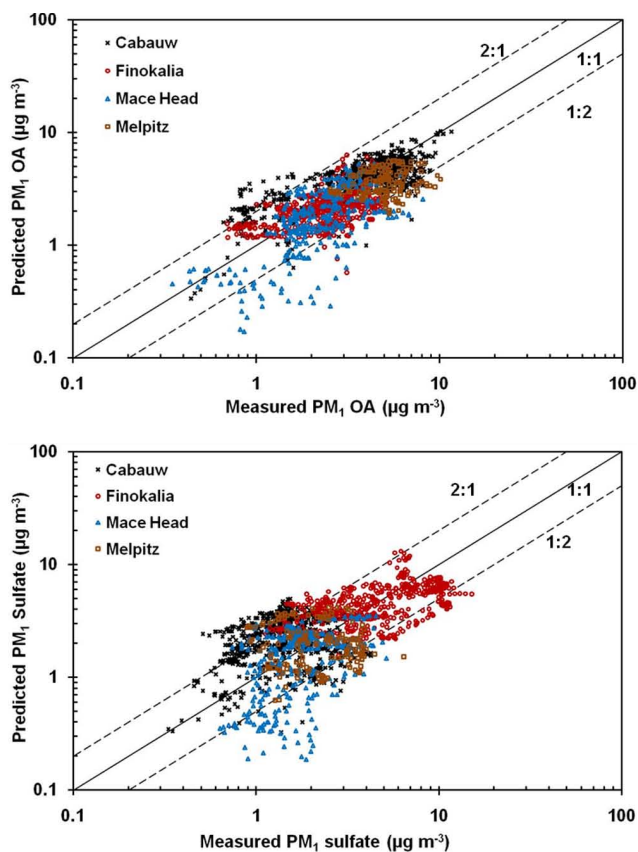 100
10
1
0.1
Predicted PM₁ OA (µg m⁻³)
Cabauw
Finokalia
Mace Head
Melpitz
2:1
1:1
1:2
0.1 1 10 100
Measured PM₁ OA (µg m⁻³)
100
10
1
0.1
Predicted PM₁ Sulfate (µg m⁻³)
Cabauw
Finokalia
Mace Head
Melpitz
2:1
1:1
1:2
0.1 1 10 100
Measured PM₁ sulfate (µg m⁻³)